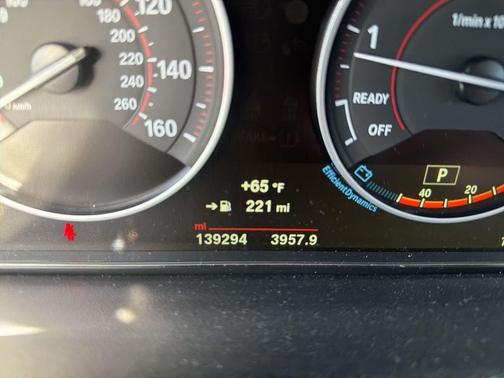 120
200
220
240
260
140
160
km/h
1/min x 10
1
READY
OFF
EfficientDynamics
P
40
20
+65 °F
221 mi
mi
139294 3957.9